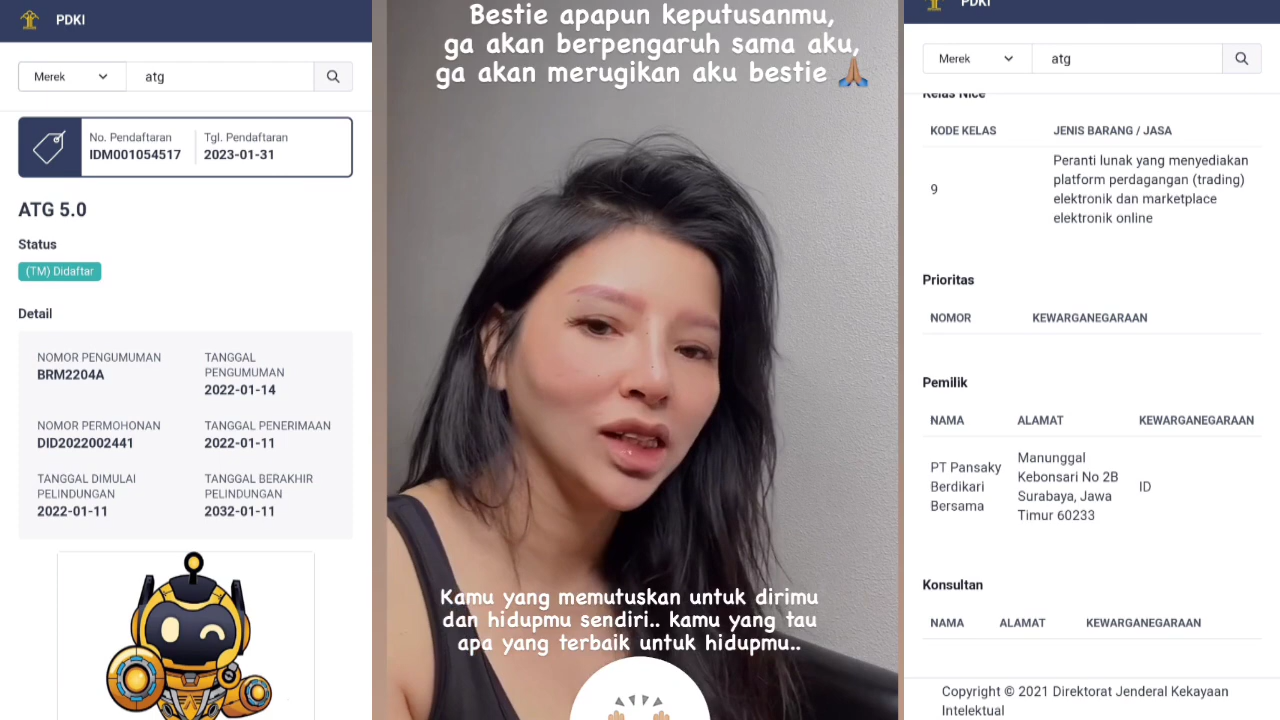 PDKI
Merek
atg
No. Pendaftaran
IDM001054517
Tgl. Pendaftaran
2023-01-31
ATG 5.0
Status
(TM) Didaftar
Detail
NOMOR PENGUMUMAN
BRM2204A
TANGGAL
PENGUMUMAN
2022-01-14
NOMOR PERMOHONAN
DID2022002441
TANGGAL PENERIMAAN
2022-01-11
TANGGAL DIMULAI
PELINDUNGAN
2022-01-11
TANGGAL BERAKHIR
PELINDUNGAN
2032-01-11
Bestie apapun keputusanmu,
ga akan berpengaruh sama aku,
ga akan merugikan aku bestie 🙏🏽
Kamu yang memutuskan untuk dirimu
dan hidupmu sendiri.. kamu yang tau
apa yang terbaik untuk hidupmu..
PDKI
Merek
atg
Kelas Nice
KODE KELAS
JENIS BARANG / JASA
9
Peranti lunak yang menyediakan
platform perdagangan (trading)
elektronik dan marketplace
elektronik online
Prioritas
NOMOR
KEWARGANEGARAAN
Pemilik
NAMA
ALAMAT
KEWARGANEGARAAN
PT Pansaky
Berdikari
Bersama
Manunggal
Kebonsari No 2B
Surabaya, Jawa
Timur 60233
ID
Konsultan
NAMA
ALAMAT
KEWARGANEGARAAN
Copyright © 2021 Direktorat Jenderal Kekayaan
Intelektual